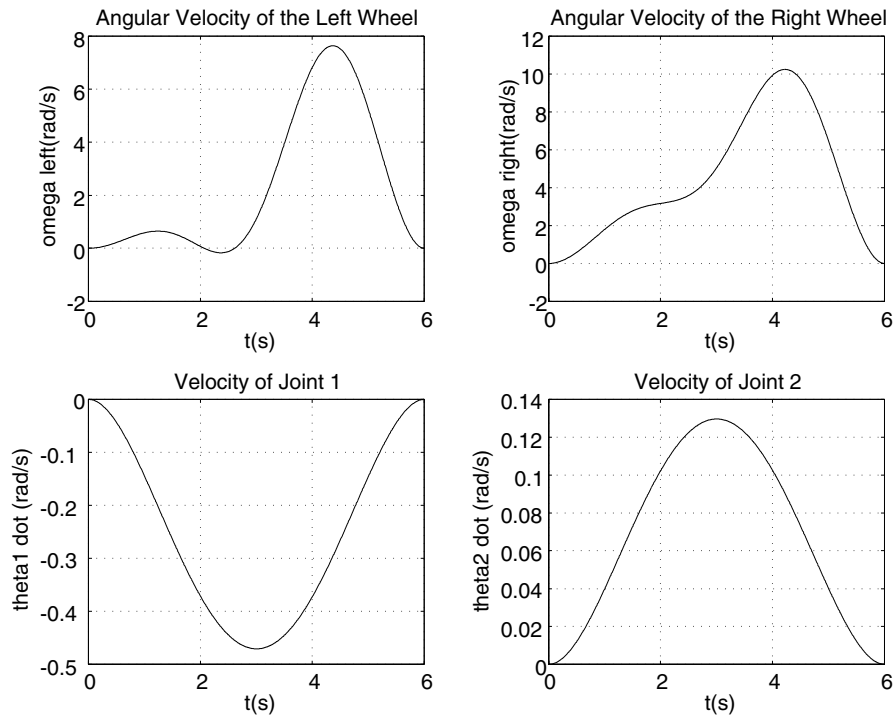 Angular Velocity of the Left Wheel
8
6
4
2
0
-2
omega left(rad/s)
0 2 4 6
t(s)
Angular Velocity of the Right Wheel
12
10
8
6
4
2
0
-2
omega right(rad/s)
0 2 4 6
t(s)
Velocity of Joint 1
0
-0.1
-0.2
-0.3
-0.4
-0.5
theta1 dot (rad/s)
0 2 4 6
t(s)
Velocity of Joint 2
0.14
0.12
0.1
0.08
0.06
0.04
0.02
0
theta2 dot (rad/s)
0 2 4 6
t(s)